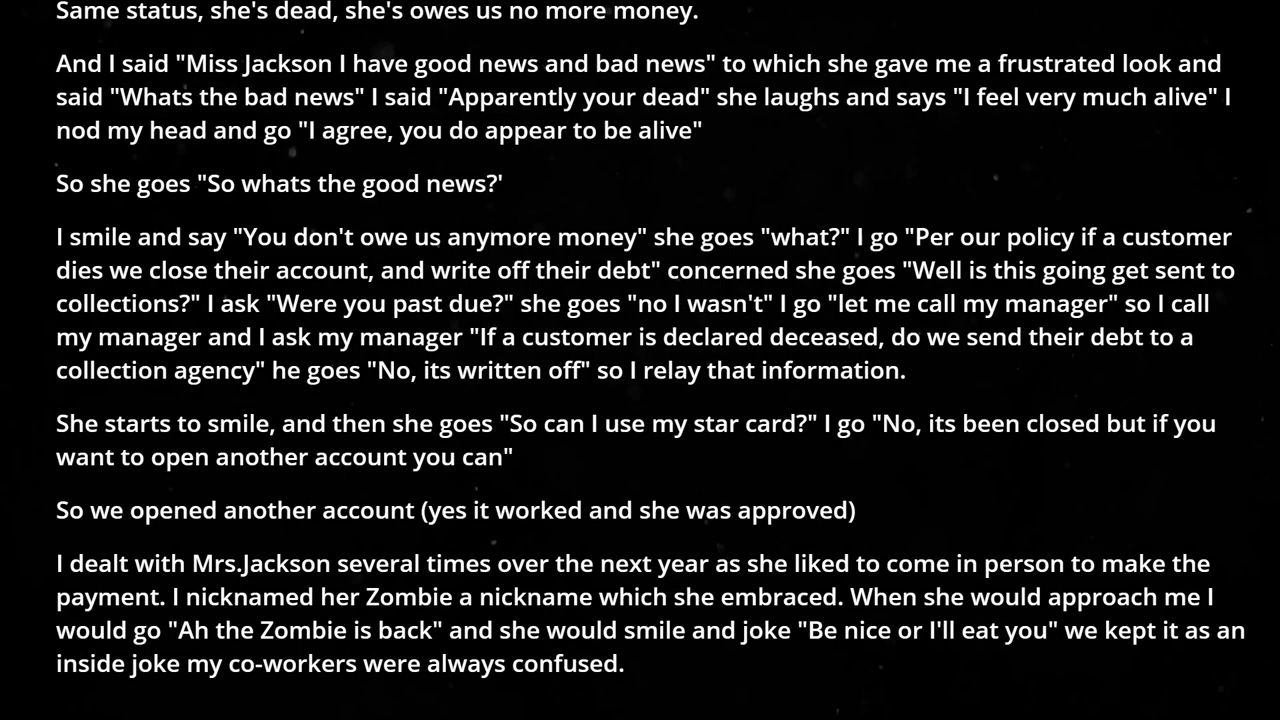 Same status, she's dead, she's owes us no more money.
And I said "Miss Jackson I have good news and bad news" to which she gave me a frustrated look and
said "Whats the bad news" I said "Apparently your dead" she laughs and says "I feel very much alive" I
nod my head and go "I agree, you do appear to be alive"
So she goes "So whats the good news?'
I smile and say "You don't owe us anymore money" she goes "what?" I go "Per our policy if a customer
dies we close their account, and write off their debt" concerned she goes "Well is this going get sent to
collections?" I ask "Were you past due?" she goes "no I wasn't" I go "let me call my manager" so I call
my manager and I ask my manager "If a customer is declared deceased, do we send their debt to a
collection agency" he goes "No, its written off" so I relay that information.
She starts to smile, and then she goes "So can I use my star card?" I go "No, its been closed but if you
want to open another account you can"
So we opened another account (yes it worked and she was approved)
I dealt with Mrs.Jackson several times over the next year as she liked to come in person to make the
payment. I nicknamed her Zombie a nickname which she embraced. When she would approach me I
would go "Ah the Zombie is back" and she would smile and joke "Be nice or I'll eat you" we kept it as an
inside joke my co-workers were always confused.